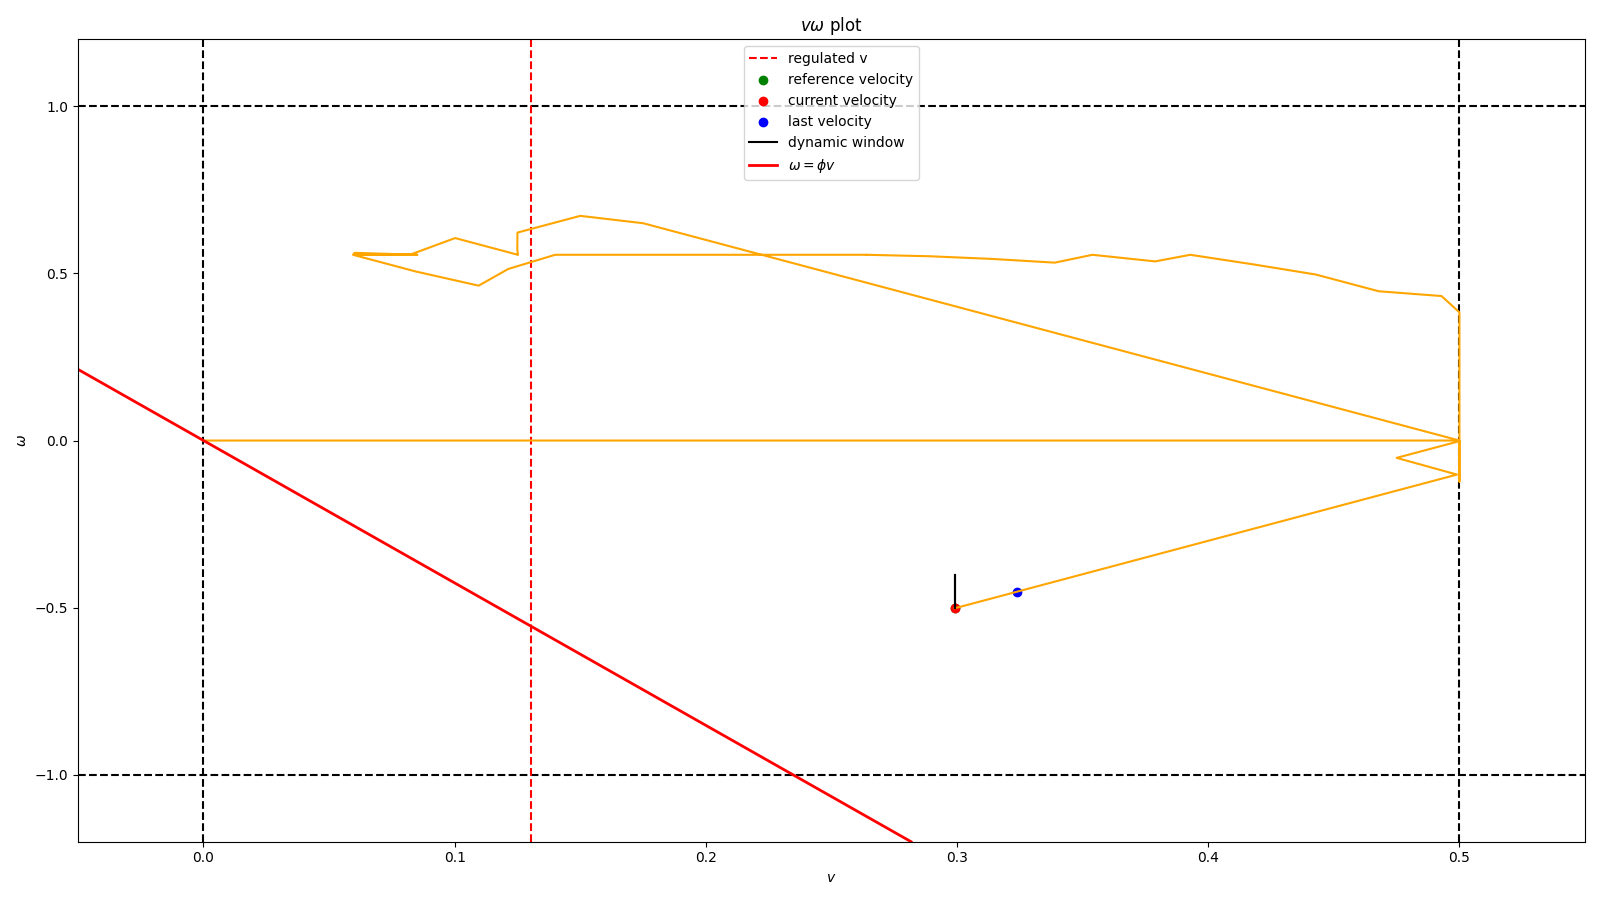 vω plot
regulated v
reference velocity
current velocity
last velocity
dynamic window
ω = ϕv
1.0
0.5
0.0
−0.5
−1.0
ω
0.0 0.1 0.2 0.3 0.4 0.5
v